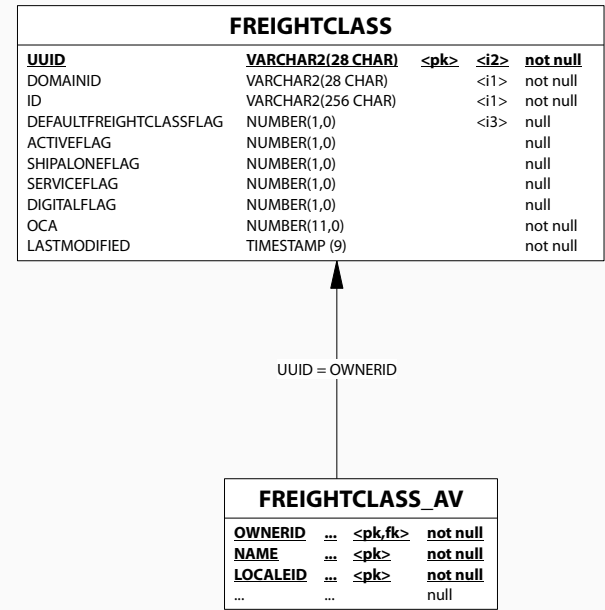 FREIGHTCLASS
UUID VARCHAR2(28 CHAR) <pk> <i2> not null
DOMAINID VARCHAR2(28 CHAR) <i1> not null
ID VARCHAR2(256 CHAR) <i1> not null
DEFAULTFREIGHTCLASSFLAG NUMBER(1,0) <i3> null
ACTIVEFLAG NUMBER(1,0) null
SHIPALONEFLAG NUMBER(1,0) null
SERVICEFLAG NUMBER(1,0) null
DIGITALFLAG NUMBER(1,0) null
OCA NUMBER(11,0) not null
LASTMODIFIED TIMESTAMP (9) not null
UUID = OWNERID
FREIGHTCLASS_AV
OWNERID ... <pk,fk> not null
NAME ... <pk> not null
LOCALEID ... <pk> not null
... ... null